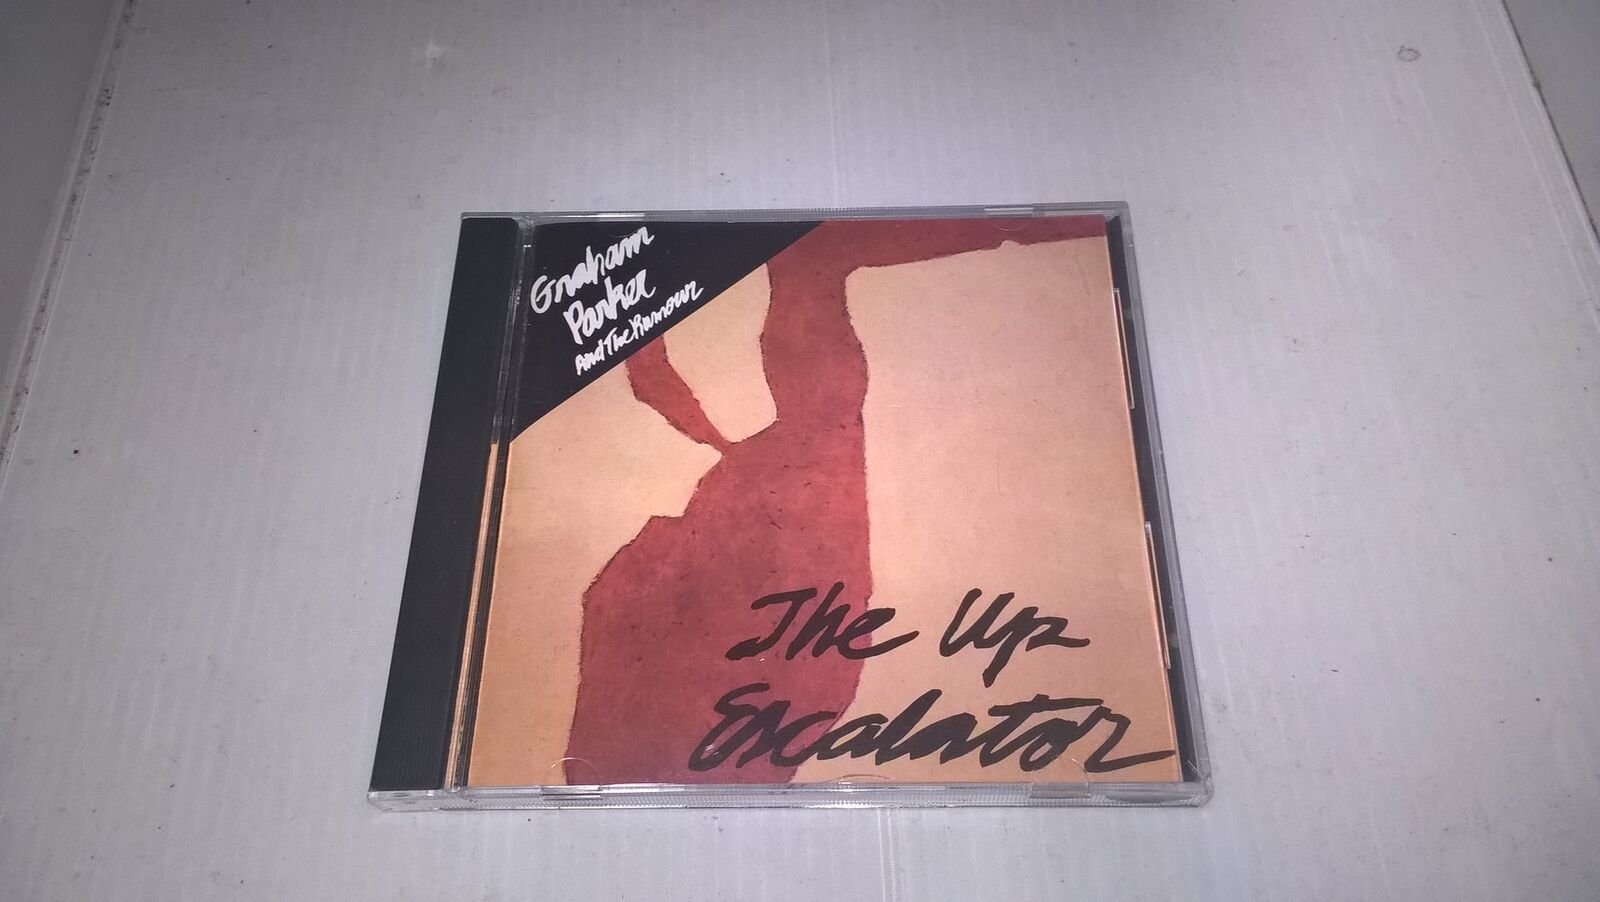 Graham
Parker
And The Rumour
The Up
Escalator